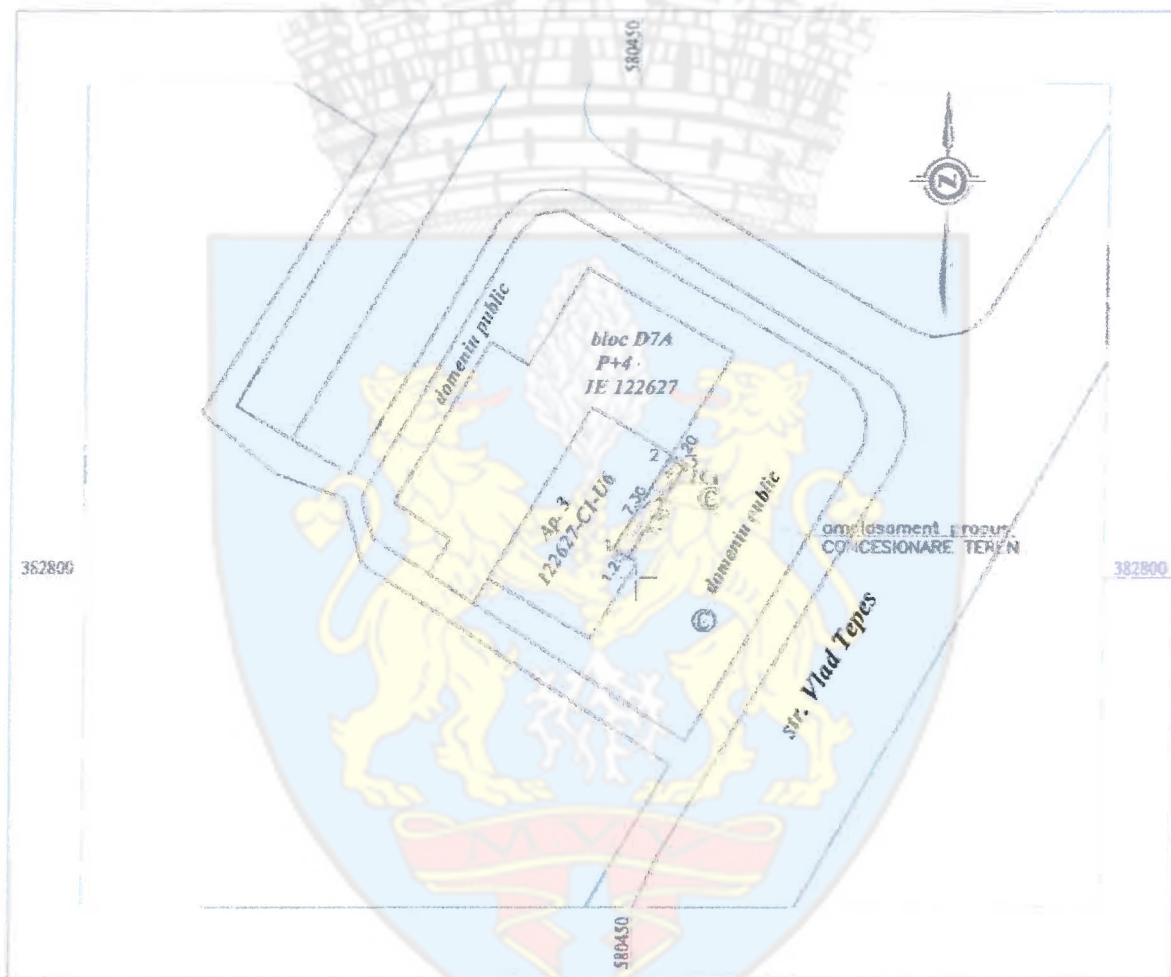 580450
N
domeniu public
bloc D7A
P+4
IE 122627
2
1.20
7.30
Ap. 3
122627-C1-U6
1
C
domeniu public
amplasament propus
CONCESIONARE TEREN
382800
382800
C
str. Vlad Tepes
580450